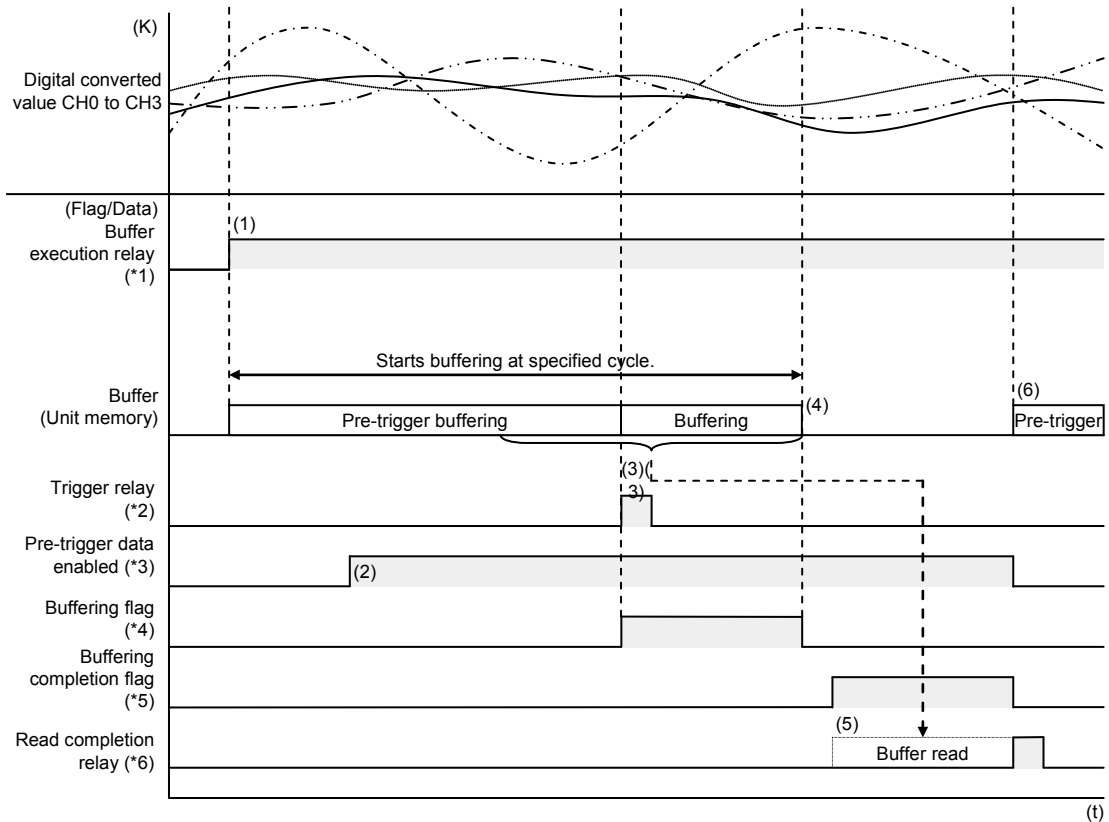 (K)
Digital converted
value CH0 to CH3
(Flag/Data)
Buffer
execution relay
(*1)
(1)
Starts buffering at specified cycle.
Buffer
(Unit memory)
Pre-trigger buffering
Buffering
(4)
(6)
Pre-trigger
Trigger relay
(*2)
(3)(
3)
Pre-trigger data
enabled (*3)
(2)
Buffering flag
(*4)
Buffering
completion flag
(*5)
Read completion
relay (*6)
(5)
Buffer read
(t)